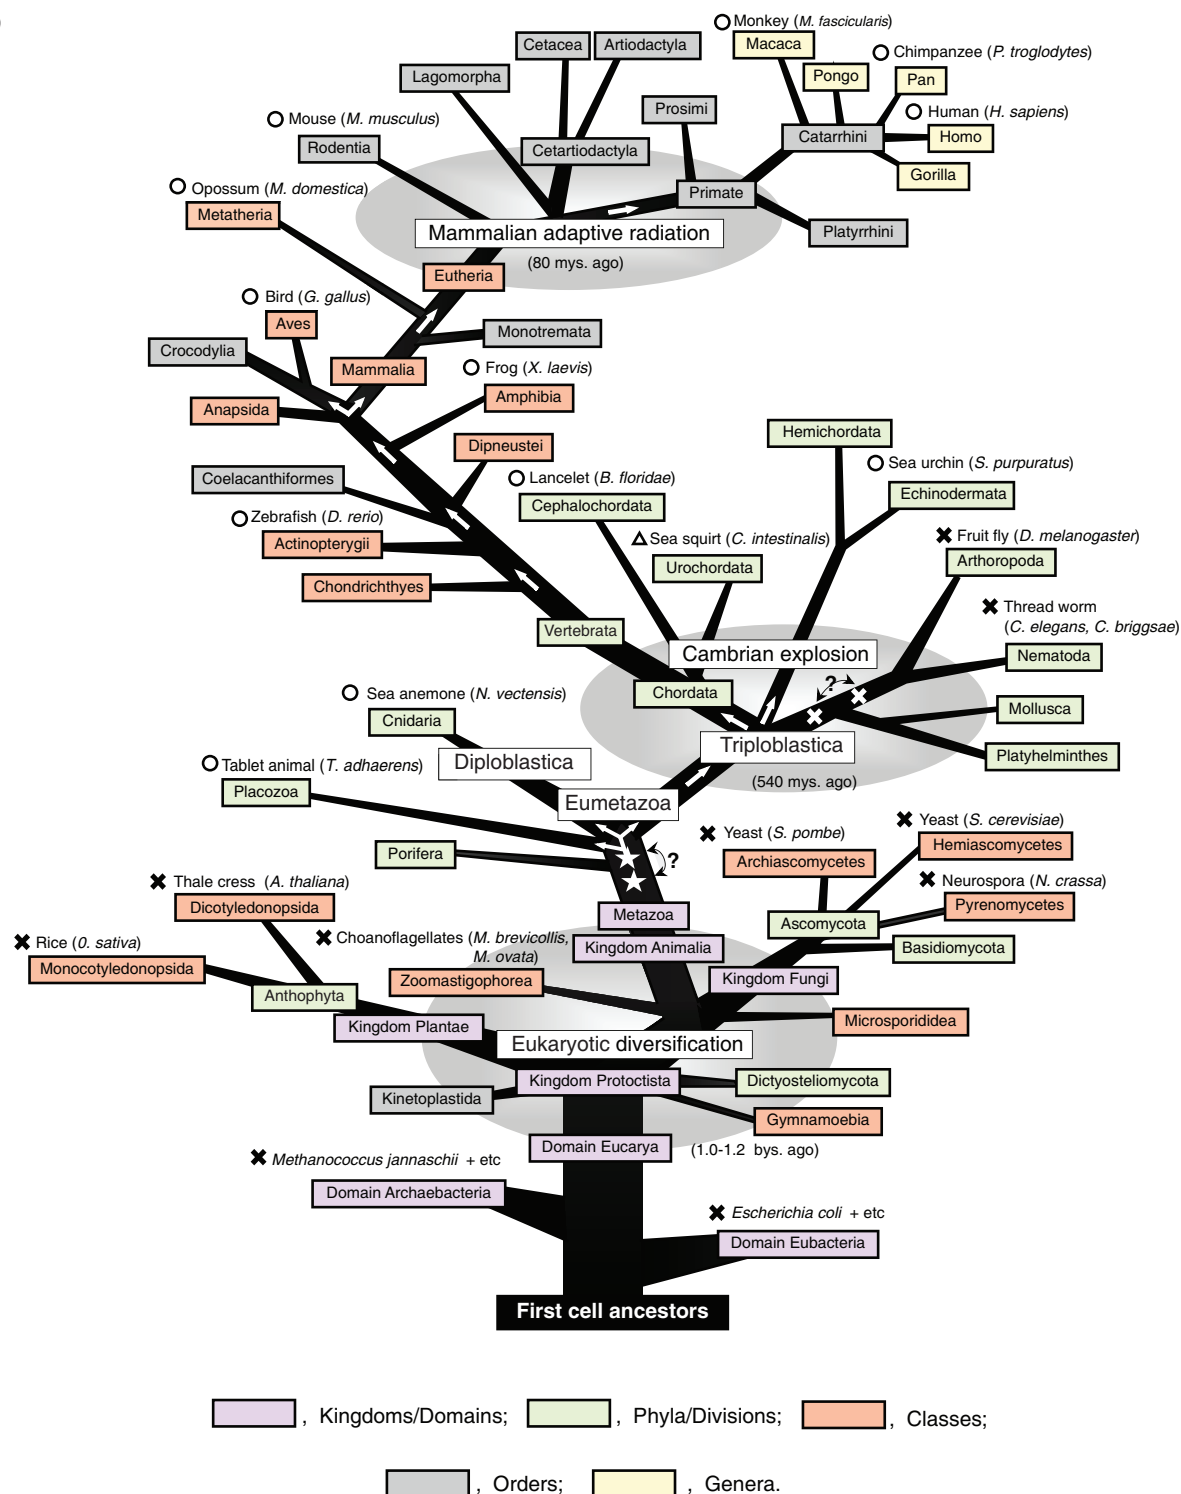 Monkey (M. fascicularis)
Macaca
Cetacea
Artiodactyla
Chimpanzee (P. troglodytes)
Lagomorpha
Pongo
Pan
Prosimi
Human (H. sapiens)
Mouse (M. musculus)
Rodentia
Cetartiodactyla
Catarrhini
Homo
Gorilla
Opossum (M. domestica)
Metatheria
Primate
Mammalian adaptive radiation
Platyrrhini
(80 mys. ago)
Eutheria
Bird (G. gallus)
Aves
Monotremata
Crocodylia
Mammalia
Frog (X. laevis)
Amphibia
Anapsida
Hemichordata
Dipneustei
Sea urchin (S. purpuratus)
Coelacanthiformes
Lancelet (B. floridae)
Echinodermata
Cephalochordata
Zebrafish (D. rerio)
Actinopterygii
Sea squirt (C. intestinalis)
Fruit fly (D. melanogaster)
Urochordata
Arthoropoda
Chondrichthyes
Thread worm
(C. elegans, C. briggsae)
Vertebrata
Cambrian explosion
Nematoda
?
Sea anemone (N. vectensis)
Chordata
Mollusca
Cnidaria
Triploblastica
Platyhelminthes
Diploblastica
Tablet animal (T. adhaerens)
(540 mys. ago)
Placozoa
Eumetazoa
Yeast (S. pombe)
Yeast (S. cerevisiae)
Hemiascomycetes
Porifera
?
Archiascomycetes
Thale cress (A. thaliana)
Neurospora (N. crassa)
Dicotyledonopsida
Pyrenomycetes
Metazoa
Ascomycota
Rice (0. sativa)
Choanoflagellates (M. brevicollis,
M. ovata)
Kingdom Animalia
Basidiomycota
Monocotyledonopsida
Zoomastigophorea
Kingdom Fungi
Anthophyta
Kingdom Plantae
Microsporididea
Eukaryotic diversification
Kingdom Protoctista
Dictyosteliomycota
Kinetoplastida
Gymnamoebia
Domain Eucarya
(1.0-1.2 bys. ago)
Methanococcus jannaschii + etc
Domain Archaebacteria
Escherichia coli + etc
Domain Eubacteria
First cell ancestors
, Kingdoms/Domains; , Phyla/Divisions; , Classes;
, Orders; , Genera.